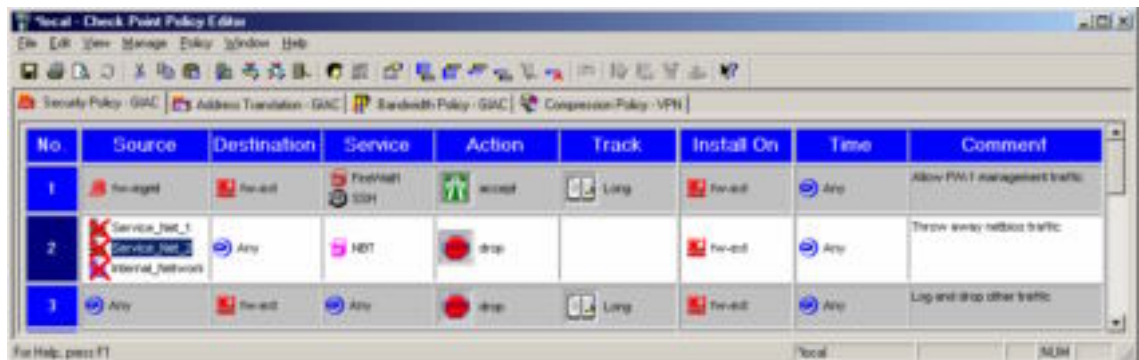 *local - Check Point Policy Editor
File Edit View Manage Policy Window Help
Security Policy - GIAC Address Translation - GIAC Bandwidth Policy - GIAC Compression Policy - VPN
No. Source Destination Service Action Track Install On Time Comment
1 fw-mgmt fw-ext FireWall1 SSH accept Long fw-ext Any Allow FW-1 management traffic
2 Service_Net_1 Service_Net_2 Internal_Network Any NBT drop fw-ext Any Throw away netbios traffic
3 Any fw-ext Any drop Long fw-ext Any Log and drop other traffic
For Help, press F1 *local NUM